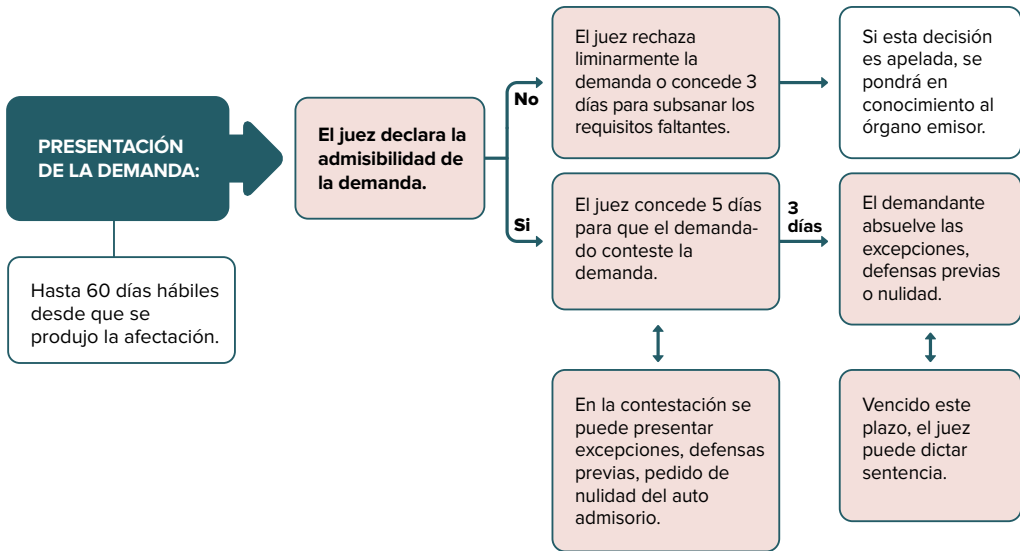 PRESENTACIÓN
DE LA DEMANDA:
Hasta 60 días hábiles
desde que se
produjo la afectación.
El juez declara la
admisibilidad de
la demanda.
No
El juez rechaza
liminarmente la
demanda o concede 3
días para subsanar los
requisitos faltantes.
Si esta decisión
es apelada, se
pondrá en
conocimiento al
órgano emisor.
Si
El juez concede 5 días
para que el demanda-
do conteste la
demanda.
3
días
El demandante
absuelve las
excepciones,
defensas previas
o nulidad.
En la contestación se
puede presentar
excepciones, defensas
previas, pedido de
nulidad del auto
admisorio.
Vencido este
plazo, el juez
puede dictar
sentencia.